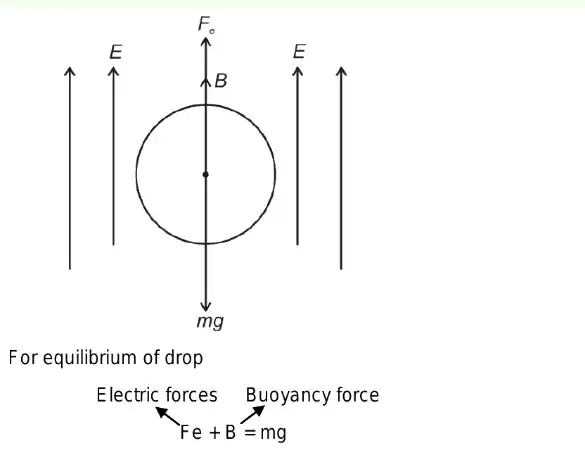 Fe
E
E
B
mg
For equilibrium of drop
Electric forces Buoyancy force
Fe + B = mg